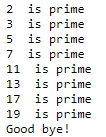 2  is prime
3  is prime
5  is prime
7  is prime
11  is prime
13  is prime
17  is prime
19  is prime
Good bye!